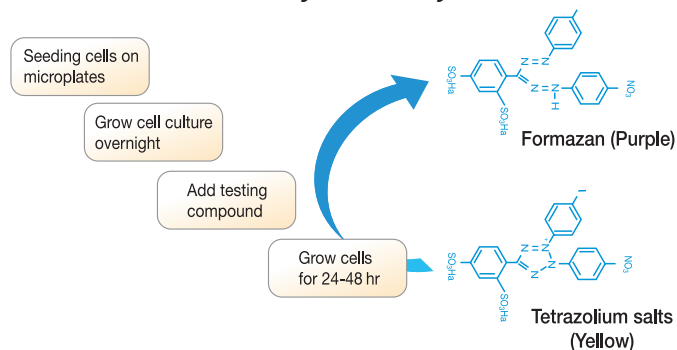 Seeding cells on
microplates
Grow cell culture
overnight
Add testing
compound
Grow cells
for 24-48 hr
SO₃Ha
SO₃Ha
N=N
N=N
H
NO₃
Formazan (Purple)
I
SO₃Ha
SO₃Ha
N=N
N
N
NO₃
Tetrazolium salts
(Yellow)